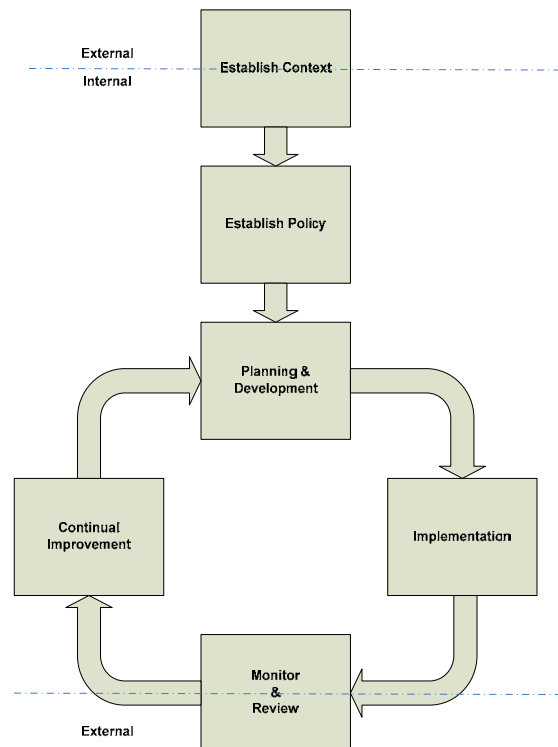 External
Internal
Establish Context
Establish Policy
Planning &
Development
Continual
Improvement
Implementation
Monitor
&
Review
External